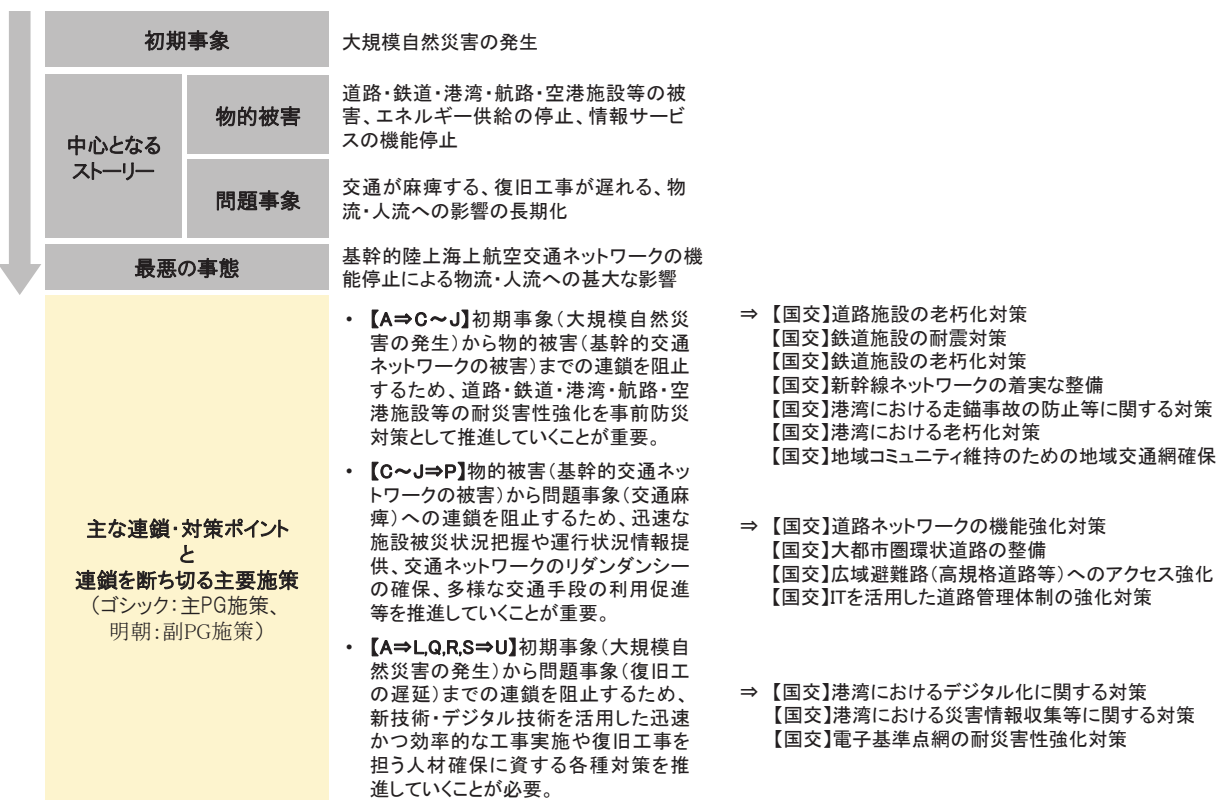 初期事象
大規模自然災害の発生
中心となる
ストーリー
物的被害
道路・鉄道・港湾・航路・空港施設等の被
害、エネルギー供給の停止、情報サービ
スの機能停止
問題事象
交通が麻痺する、復旧工事が遅れる、物
流・人流への影響の長期化
最悪の事態
基幹的陸上海上航空交通ネットワークの機
能停止による物流・人流への甚大な影響
主な連鎖・対策ポイント
と
連鎖を断ち切る主要施策
（ゴシック：主PG施策、
明朝：副PG施策）
・【A⇒C～J】初期事象（大規模自然災
害の発生）から物的被害（基幹的交通
ネットワークの被害）までの連鎖を阻止
するため、道路・鉄道・港湾・航路・空
港施設等の耐災害性強化を事前防災
対策として推進していくことが重要。
⇒ 【国交】道路施設の老朽化対策
【国交】鉄道施設の耐震対策
【国交】鉄道施設の老朽化対策
【国交】新幹線ネットワークの着実な整備
【国交】港湾における走錨事故の防止等に関する対策
【国交】港湾における老朽化対策
【国交】地域コミュニティ維持のための地域交通網確保
・【C～J⇒P】物的被害（基幹的交通ネッ
トワークの被害）から問題事象（交通麻
痺）への連鎖を阻止するため、迅速な
施設被災状況把握や運行状況情報提
供、交通ネットワークのリダンダンシー
の確保、多様な交通手段の利用促進
等を推進していくことが重要。
⇒ 【国交】道路ネットワークの機能強化対策
【国交】大都市圏環状道路の整備
【国交】広域避難路（高規格道路等）へのアクセス強化
【国交】ITを活用した道路管理体制の強化対策
・【A⇒L,Q,R,S⇒U】初期事象（大規模自
然災害の発生）から問題事象（復旧工
の遅延）までの連鎖を阻止するため、
新技術・デジタル技術を活用した迅速
かつ効率的な工事実施や復旧工事を
担う人材確保に資する各種対策を推
進していくことが必要。
⇒ 【国交】港湾におけるデジタル化に関する対策
【国交】港湾における災害情報収集等に関する対策
【国交】電子基準点網の耐災害性強化対策